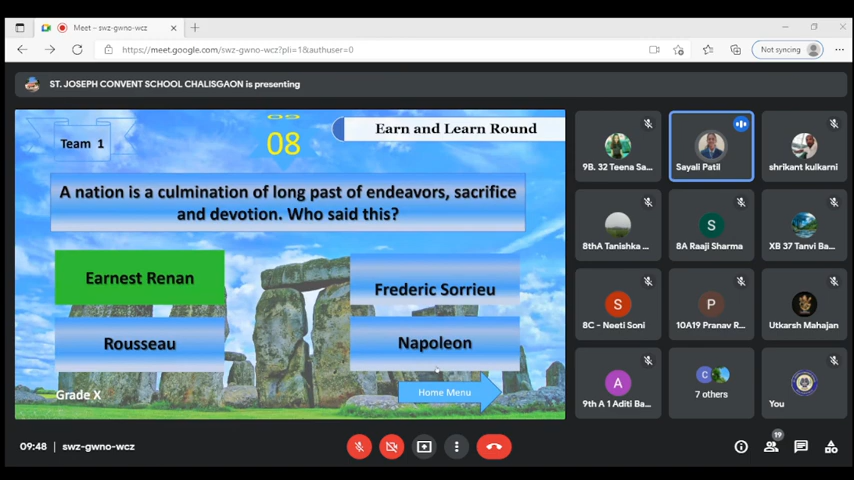 Meet – swz-gwno-wcz
https://meet.google.com/swz-gwno-wcz?pli=1&authuser=0
Not syncing
ST. JOSEPH CONVENT SCHOOL CHALISGAON is presenting
Team 1
09
08
Earn and Learn Round
A nation is a culmination of long past of endeavors, sacrifice
and devotion. Who said this?
Earnest Renan
Frederic Sorrieu
Rousseau
Napoleon
Grade X
Home Menu
9B. 32 Teena Sa...
Sayali Patil
shrikant kulkarni
8thA Tanishka ...
S
8A Raaji Sharma
XB 37 Tanvi Ba...
S
8C - Neeti Soni
P
10A19 Pranav R...
Utkarsh Mahajan
A
9th A 1 Aditi Ba...
C
7 others
You
09:48 | swz-gwno-wcz
19